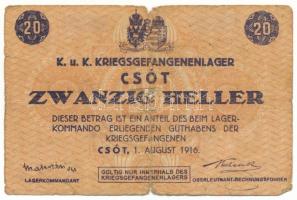 20 20
K. u. K. KRIEGSGEFANGENENLAGER
CSÓT
ZWANZIG HELLER
DIESER BETRAG IST EIN ANTEIL DES BEIM LAGER-
KOMMANDO ERLIEGENDEN GUTHABENS DER
KRIEGSGEFANGENEN
CSÓT, 1. AUGUST 1916.
LAGERKOMMANDANT
GÜLTIG NUR INNERHALB DES
KRIEGSGEFANGENENLAGERS
OBERLEUTNANT-RECHNUNGSFÜHRER